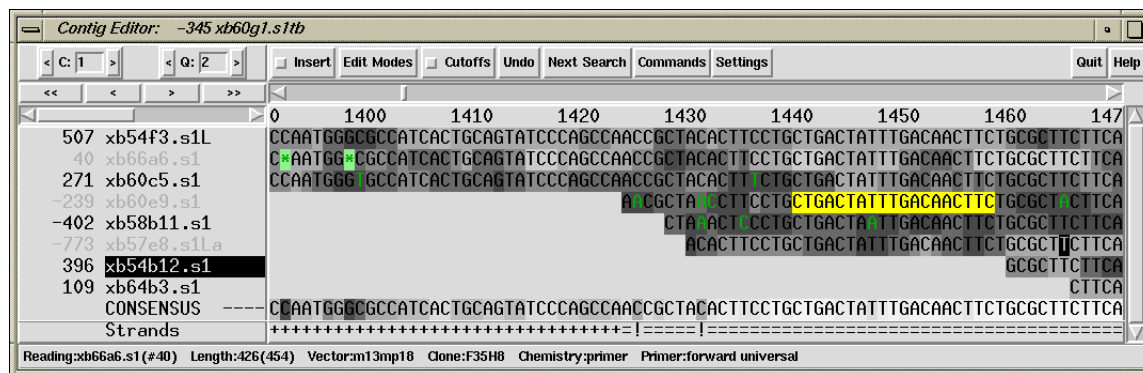 Contig Editor: -345 xb60g1.s1tb
< C: 1 > < Q: 2 > Insert Edit Modes Cutoffs Undo Next Search Commands Settings Quit Help
<< < > >>
0 1400 1410 1420 1430 1440 1450 1460 147
507 xb54f3.s1L CCAATGGGCGCCATCACTGCAGTATCCCAGCCAACCGCTACACTTCCTGCTGACTATTTGACAACTTCTGCGCTTCTTCA
40 xb66a6.s1 C*AATGG*CGCCATCACTGCAGTATCCCAGCCAACCGCTACACTTCCTGCTGACTATTTGACAACTTCTGCGCTTCTTCA
271 xb60c5.s1 CCAATGGGTGCCATCACTGCAGTATCCCAGCCAACCGCTACACTTTCTGCTGACTATTTGACAACTTCTGCGCTTCTTCA
-239 xb60e9.s1 AACGCTAACCTTCCTGCTGACTATTTGACAACTTCTGCGCTACTTCA
-402 xb58b11.s1 CTAAACTCCCTGCTGACTAATTGACAACTTCTGCGCTTCTTCA
-773 xb57e8.s1La ACACTTCCTGCTGACTATTTGACAACTTCTGCGCTTCTTCA
396 xb54b12.s1 GCGCTTCTTCA
109 xb64b3.s1 CTTCA
CONSENSUS ---- CCAATGGGCGCCATCACTGCAGTATCCCAGCCAACCGCTACACTTCCTGCTGACTATTTGACAACTTCTGCGCTTCTTCA
Strands +++++++++++++++++++++++++++++++++=!=====!=======================================
Reading:xb66a6.s1(#40) Length:426(454) Vector:m13mp18 Clone:F35H8 Chemistry:primer Primer:forward universal